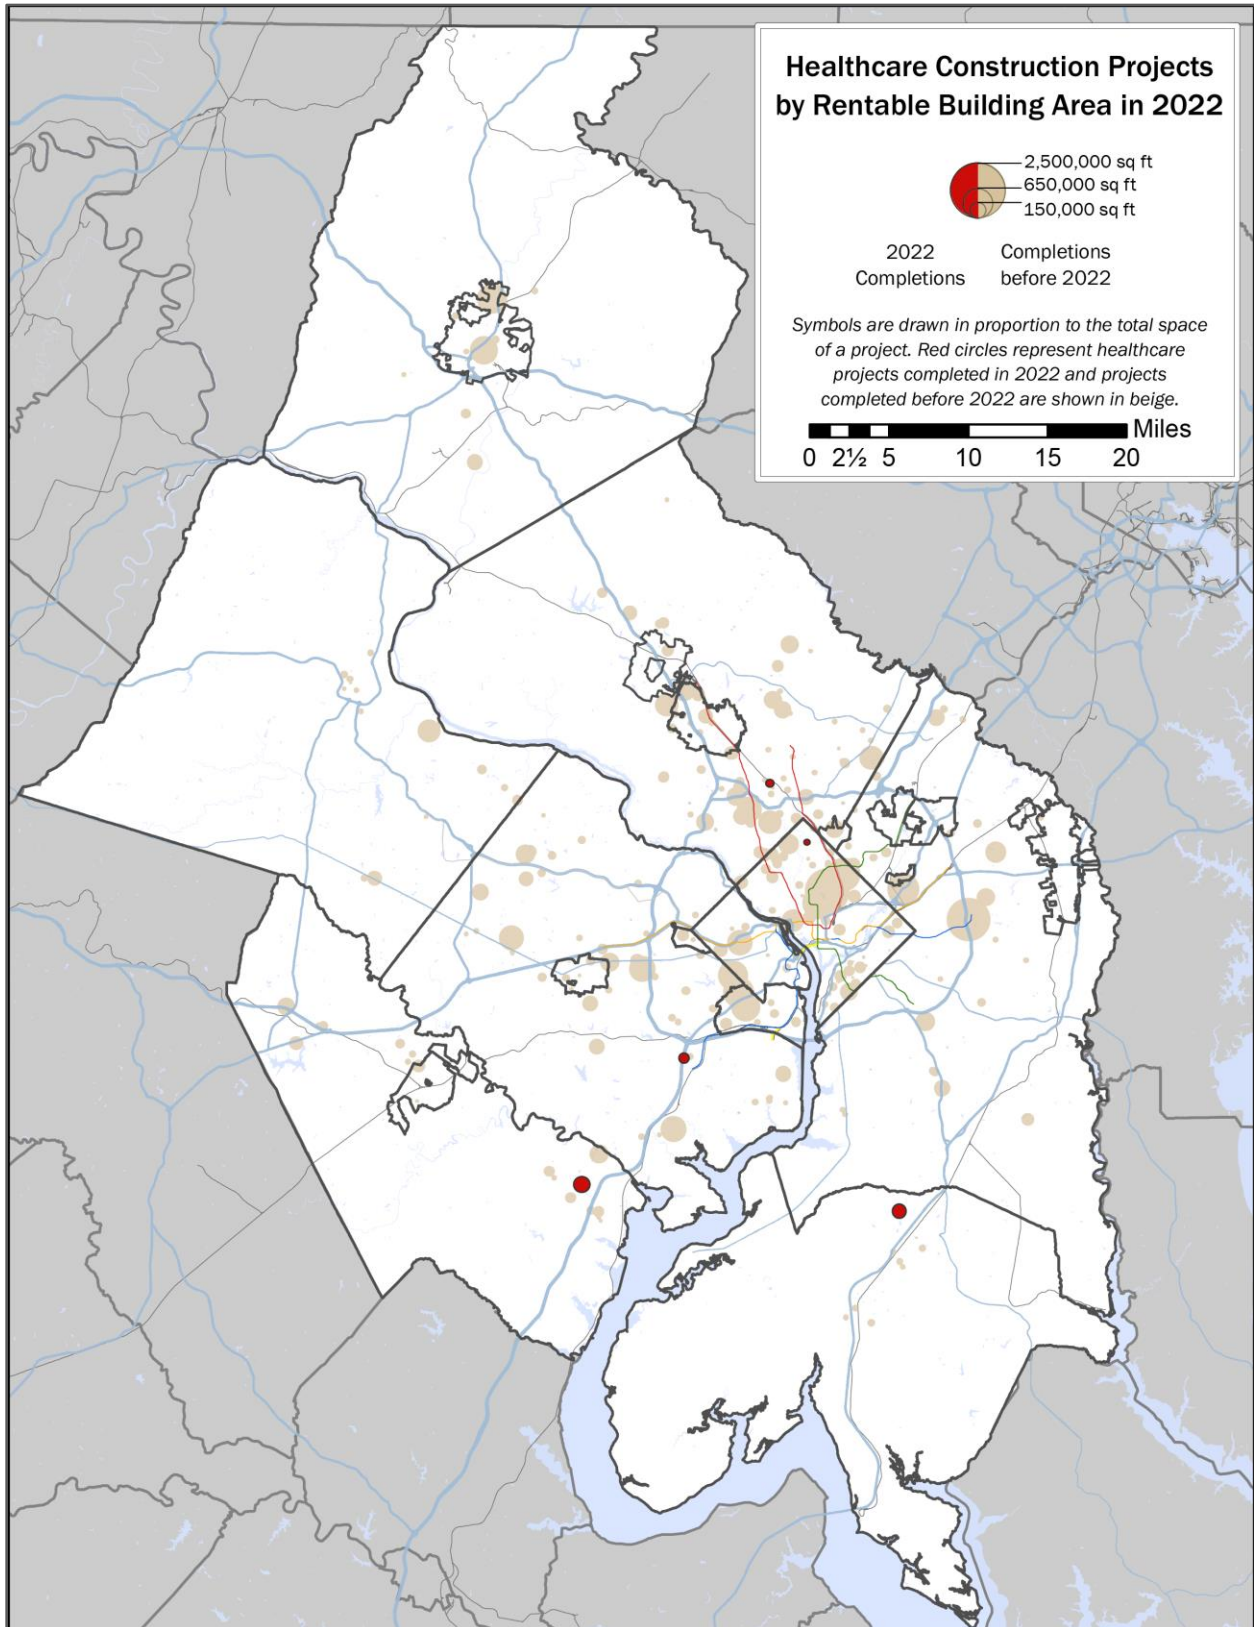 Healthcare Construction Projects
by Rentable Building Area in 2022
2,500,000 sq ft
650,000 sq ft
150,000 sq ft
2022
Completions
Completions
before 2022
Symbols are drawn in proportion to the total space
of a project. Red circles represent healthcare
projects completed in 2022 and projects
completed before 2022 are shown in beige.
Miles
0 2½ 5 10 15 20